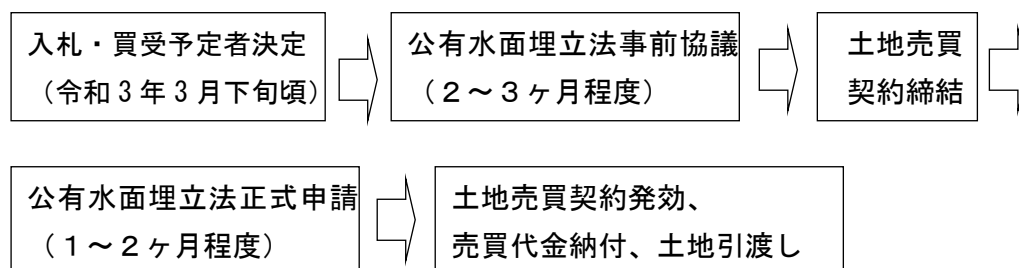 入札・買受予定者決定
（令和3年3月下旬頃）
公有水面埋立法事前協議
（２～３ヶ月程度）
土地売買
契約締結
公有水面埋立法正式申請
（１～２ヶ月程度）
土地売買契約発効、
売買代金納付、土地引渡し